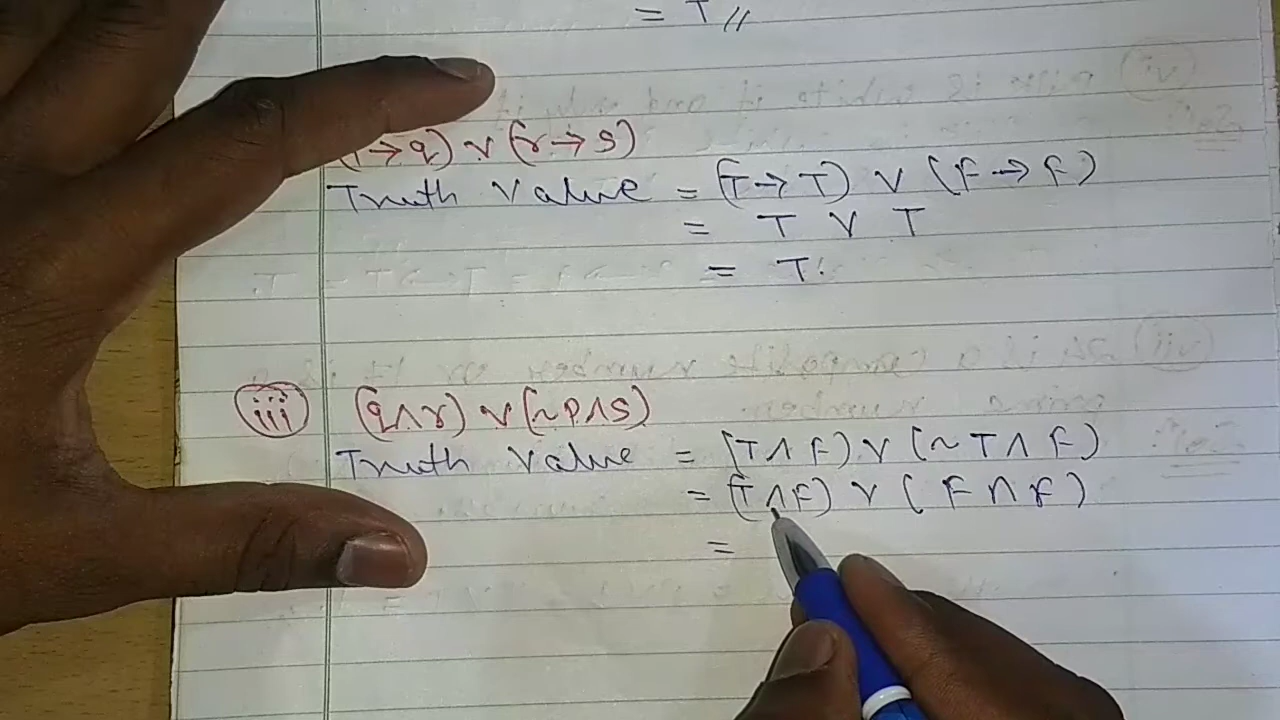 = T //
→ q) ∨ (r → s)
Truth Value = (T → T) ∨ (F → F)
= T ∨ T
= T.
(iii) (q ∧ r) ∨ (~p ∧ s)
Truth Value = (T ∧ F) ∨ (~ T ∧ F)
= (T ∧ F) ∨ ( F ∧ F)
=